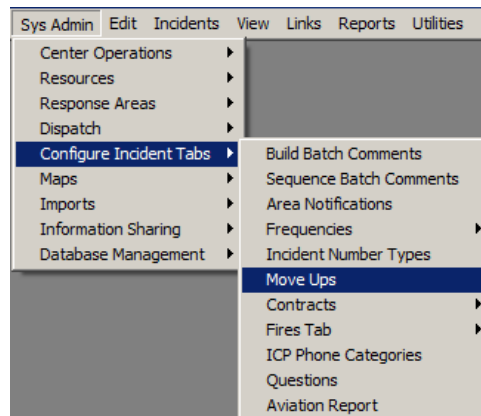 Sys Admin Edit Incidents View Links Reports Utilities
Center Operations
Resources
Response Areas
Dispatch
Configure Incident Tabs
Maps
Imports
Information Sharing
Database Management
Build Batch Comments
Sequence Batch Comments
Area Notifications
Frequencies
Incident Number Types
Move Ups
Contracts
Fires Tab
ICP Phone Categories
Questions
Aviation Report